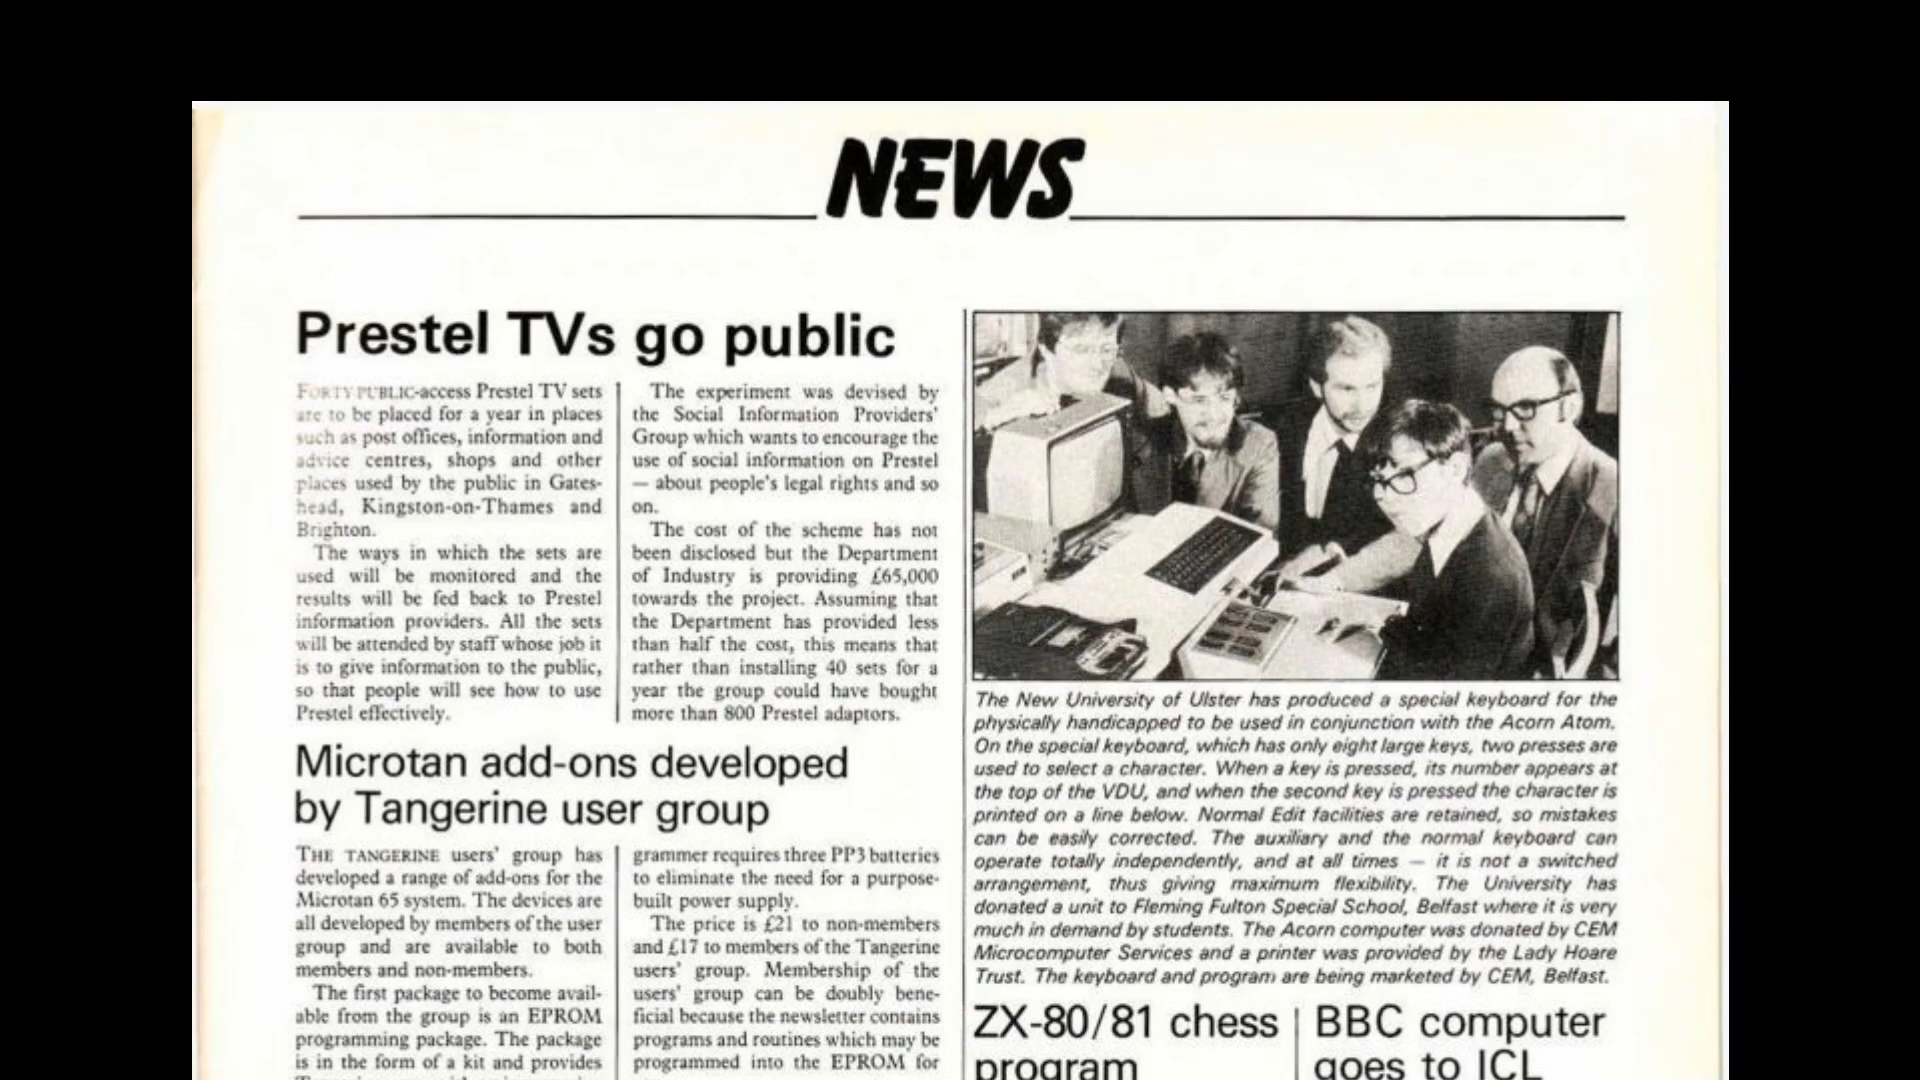 NEWS
Prestel TVs go public
FORTY PUBLIC-access Prestel TV sets
are to be placed for a year in places
such as post offices, information and
advice centres, shops and other
places used by the public in Gates-
head, Kingston-on-Thames and
Brighton.
The ways in which the sets are
used will be monitored and the
results will be fed back to Prestel
information providers. All the sets
will be attended by staff whose job it
is to give information to the public,
so that people will see how to use
Prestel effectively.
The experiment was devised by
the Social Information Providers'
Group which wants to encourage the
use of social information on Prestel
— about people's legal rights and so
on.
The cost of the scheme has not
been disclosed but the Department
of Industry is providing £65,000
towards the project. Assuming that
the Department has provided less
than half the cost, this means that
rather than installing 40 sets for a
year the group could have bought
more than 800 Prestel adaptors.
Microtan add-ons developed
by Tangerine user group
THE TANGERINE users' group has
developed a range of add-ons for the
Microtan 65 system. The devices are
all developed by members of the user
group and are available to both
members and non-members.
The first package to become avail-
able from the group is an EPROM
programming package. The package
is in the form of a kit and provides
grammer requires three PP3 batteries
to eliminate the need for a purpose-
built power supply.
The price is £21 to non-members
and £17 to members of the Tangerine
users' group. Membership of the
users' group can be doubly bene-
ficial because the newsletter contains
programs and routines which may be
programmed into the EPROM for
The New University of Ulster has produced a special keyboard for the
physically handicapped to be used in conjunction with the Acorn Atom.
On the special keyboard, which has only eight large keys, two presses are
used to select a character. When a key is pressed, its number appears at
the top of the VDU, and when the second key is pressed the character is
printed on a line below. Normal Edit facilities are retained, so mistakes
can be easily corrected. The auxiliary and the normal keyboard can
operate totally independently, and at all times — it is not a switched
arrangement, thus giving maximum flexibility. The University has
donated a unit to Fleming Fulton Special School, Belfast where it is very
much in demand by students. The Acorn computer was donated by CEM
Microcomputer Services and a printer was provided by the Lady Hoare
Trust. The keyboard and program are being marketed by CEM, Belfast.
ZX-80/81 chess
program
BBC computer
goes to ICL